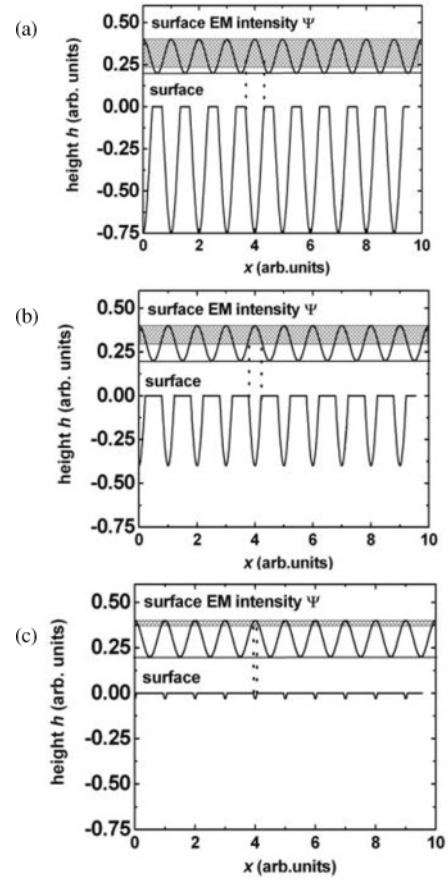 (a)
surface EM intensity Ψ
surface
height h (arb. units)
0.50
0.25
0.00
-0.25
-0.50
-0.75
0 2 4 6 8 10
x (arb.units)
(b)
surface EM intensity Ψ
surface
height h (arb. units)
0.50
0.25
0.00
-0.25
-0.50
-0.75
0 2 4 6 8 10
x (arb. units)
(c)
surface EM intensity Ψ
surface
height h (arb. units)
0.50
0.25
0.00
-0.25
-0.50
-0.75
0 2 4 6 8 10
x (arb. units)